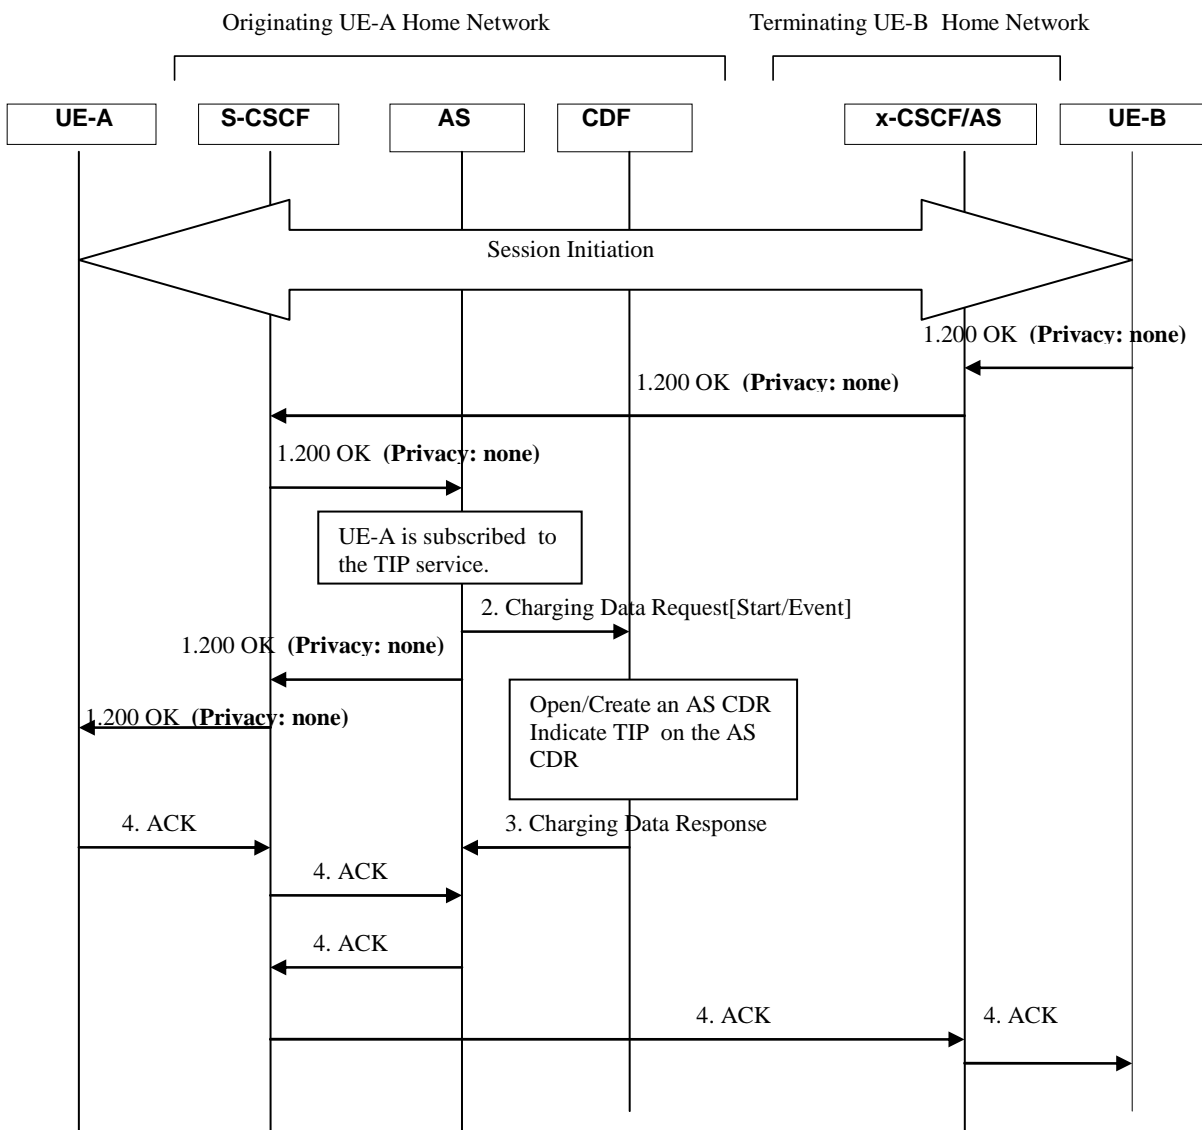 Originating UE-A Home Network
Terminating UE-B Home Network
UE-A
S-CSCF
AS
CDF
x-CSCF/AS
UE-B
Session Initiation
1.200 OK (Privacy: none)
1.200 OK (Privacy: none)
1.200 OK (Privacy: none)
UE-A is subscribed to
the TIP service.
2. Charging Data Request[Start/Event]
1.200 OK (Privacy: none)
Open/Create an AS CDR
Indicate TIP on the AS
CDR
1.200 OK (Privacy: none)
4. ACK
3. Charging Data Response
4. ACK
4. ACK
4. ACK
4. ACK